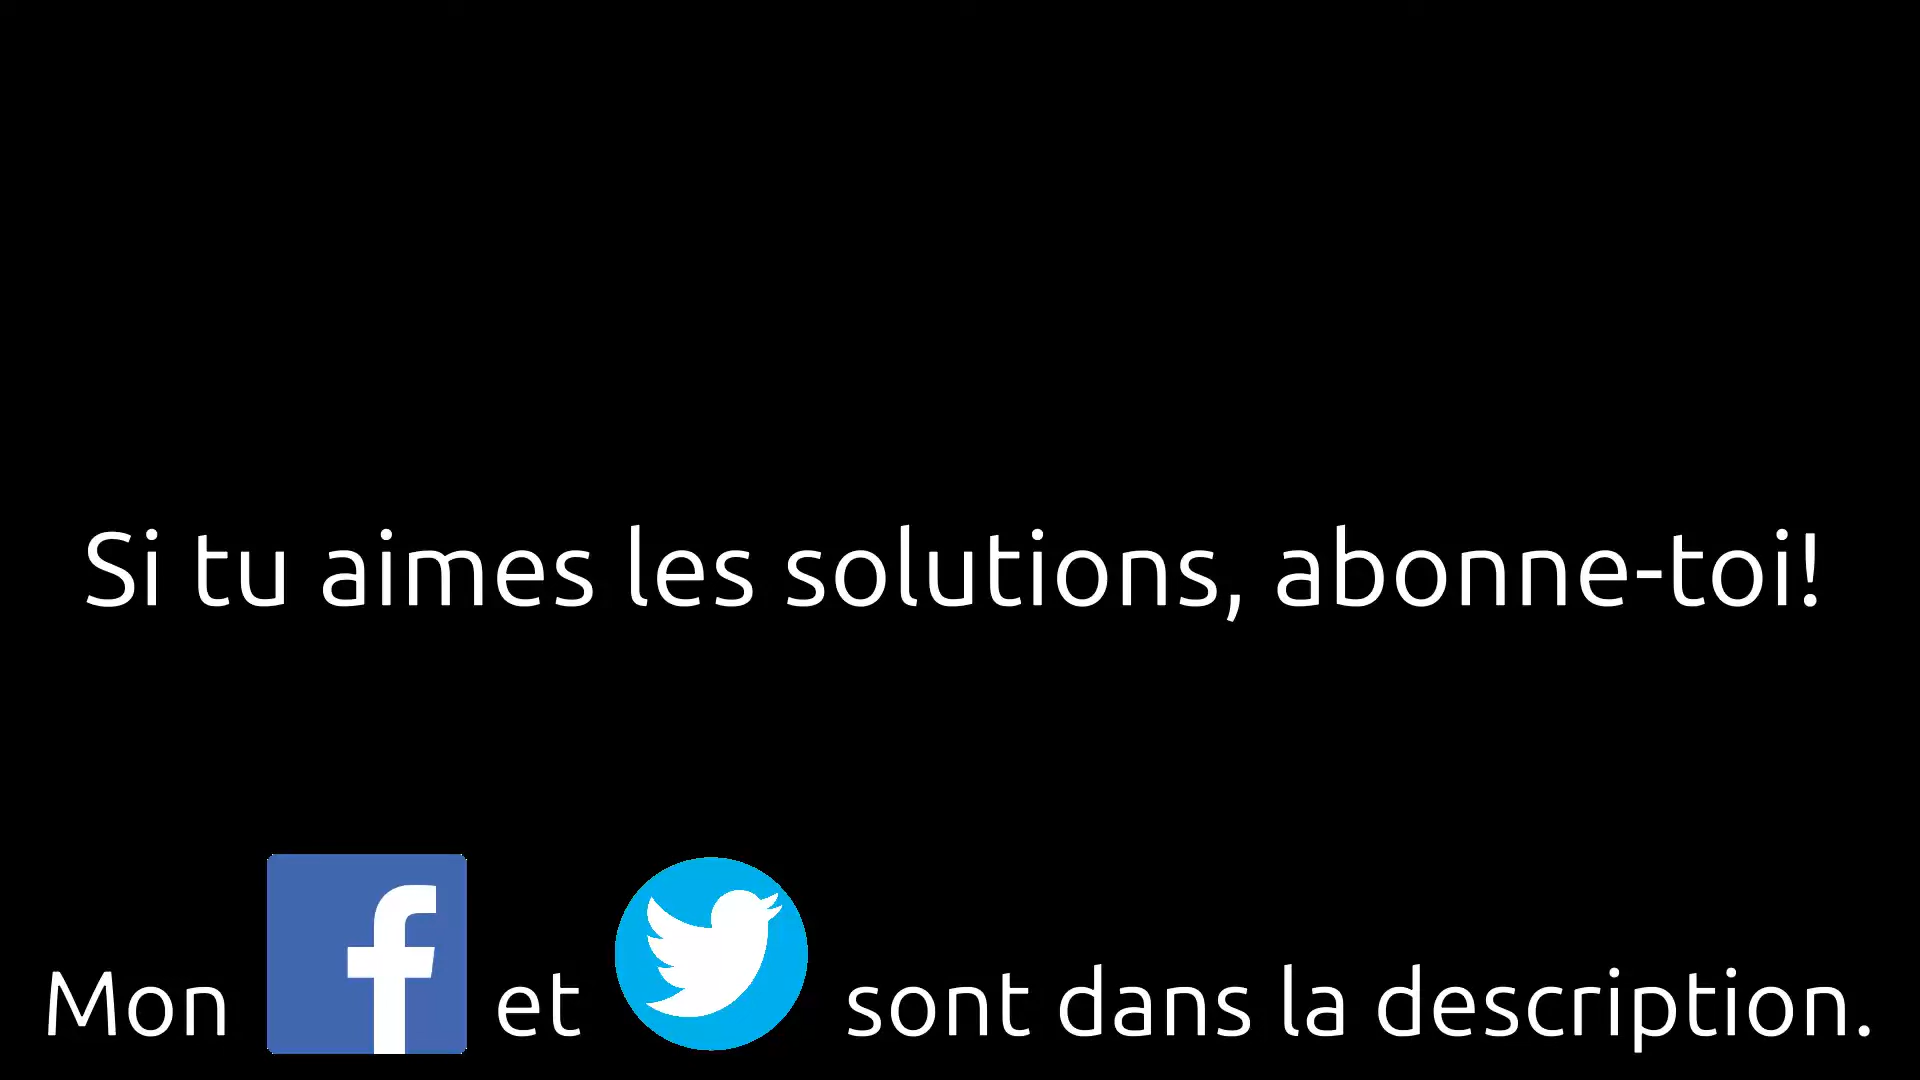 Si tu aimes les solutions, abonne-toi!
Mon f et sont dans la description.